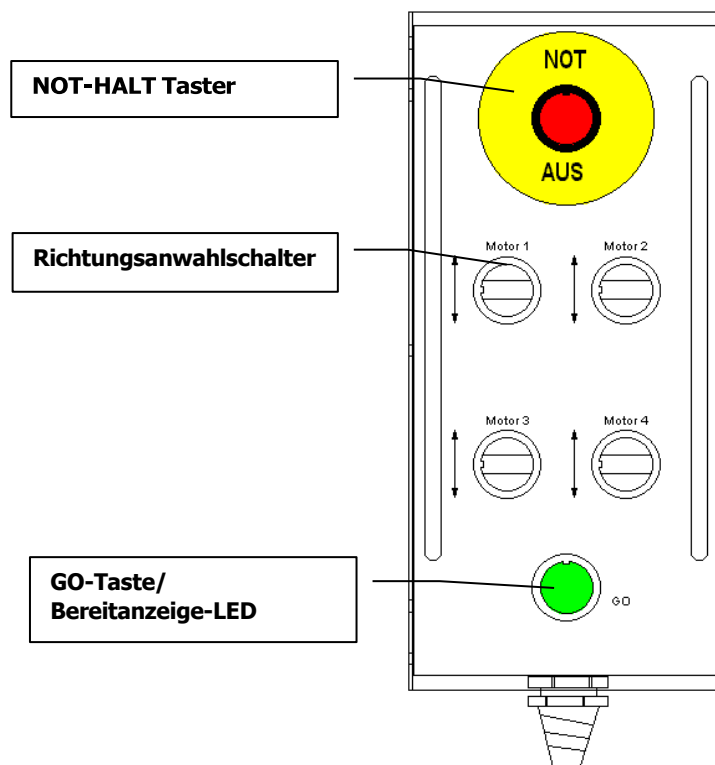 NOT
NOT-HALT Taster
AUS
Motor 1
Motor 2
Richtungsanwahlschalter
Motor 3
Motor 4
GO-Taste/
Bereitanzeige-LED
GO